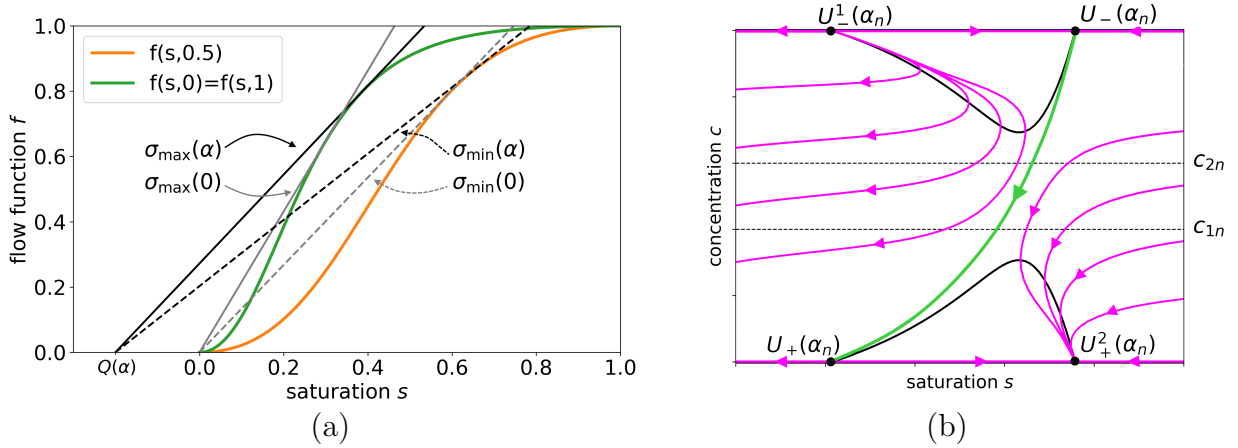 1.0
0.8
0.6
0.4
0.2
0.0
flow function f
f(s,0.5)
f(s,0)=f(s,1)
σmax(α)
σmax(0)
σmin(α)
σmin(0)
Q(α)
0.0
0.2
0.4
0.6
0.8
1.0
saturation s
(a)
U₋¹(αₙ)
U₋(αₙ)
concentration c
c₂ₙ
c₁ₙ
U₊(αₙ)
U₊²(αₙ)
saturation s
(b)